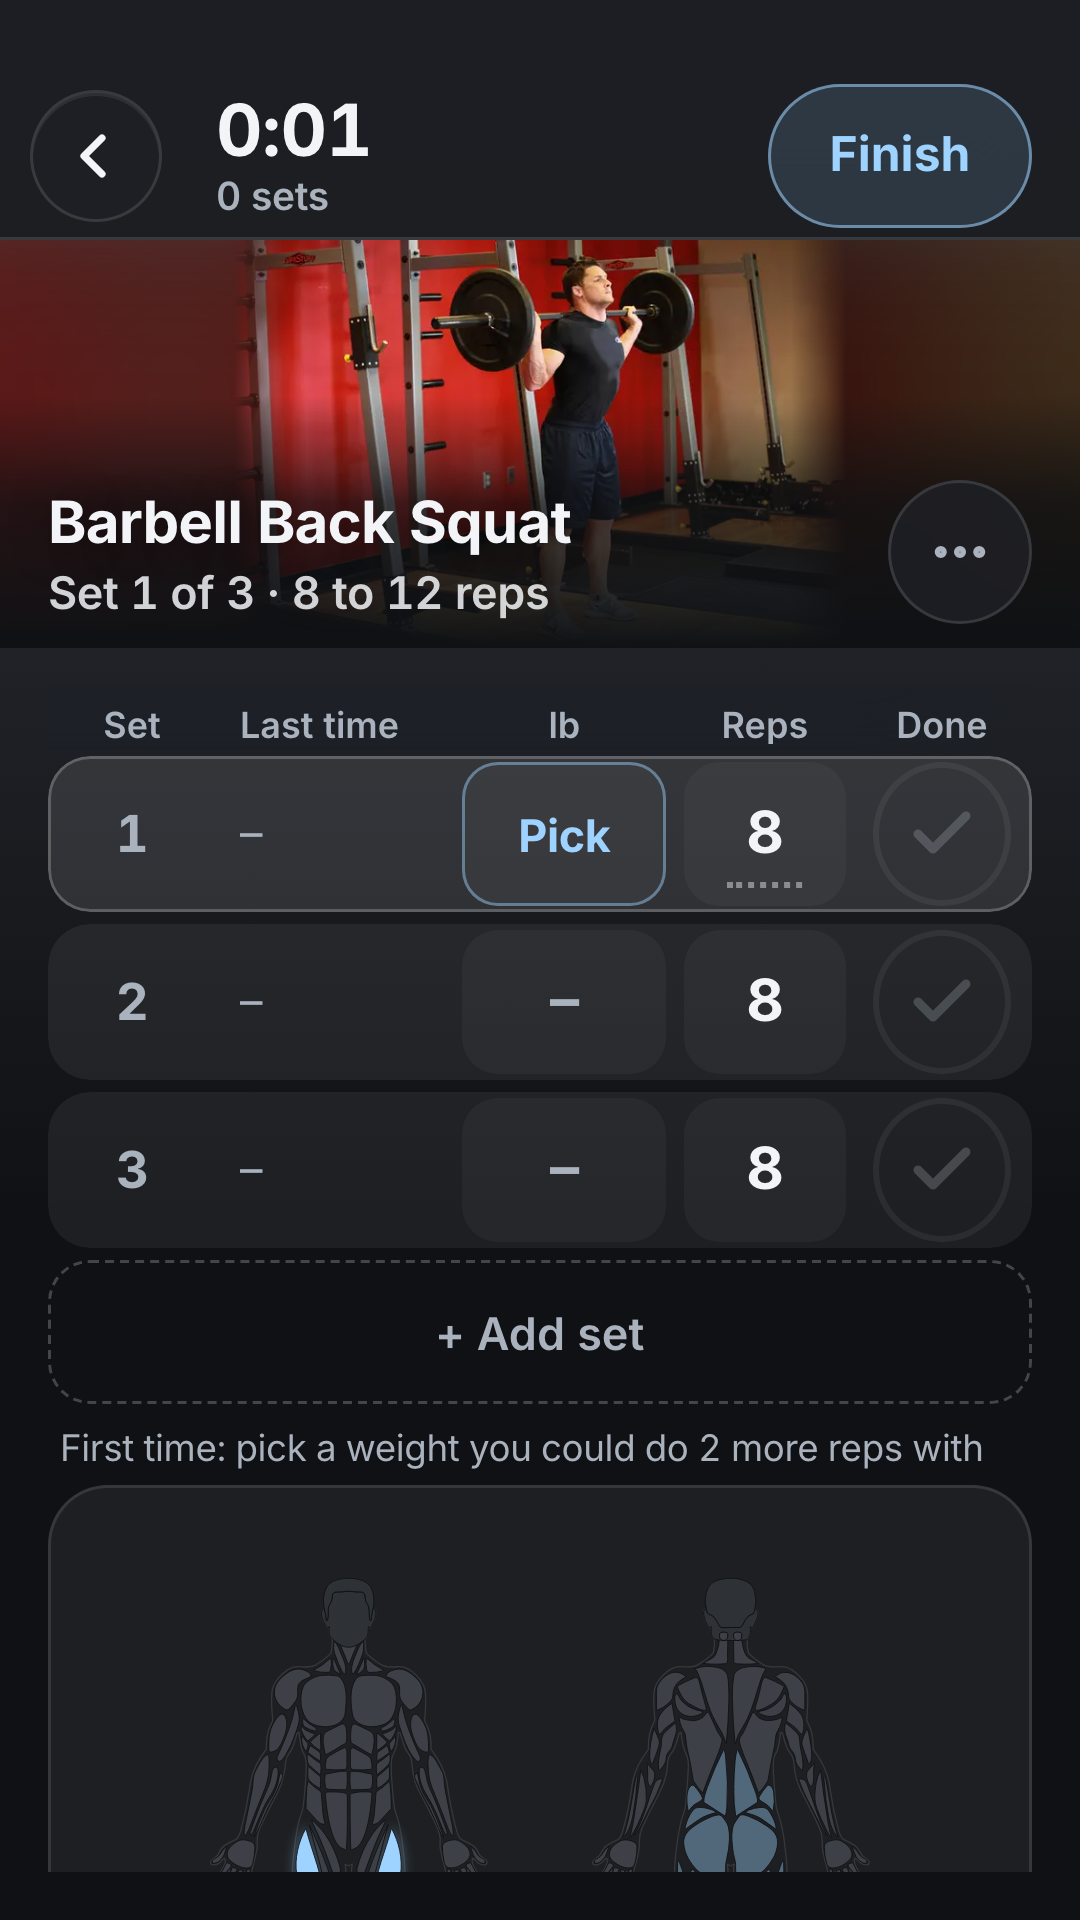 0:01
0 sets
Finish
Barbell Back Squat
Set 1 of 3 · 8 to 12 reps
Set Last time lb Reps Done
1 – Pick 8
2 – – 8
3 – – 8
+ Add set
First time: pick a weight you could do 2 more reps with